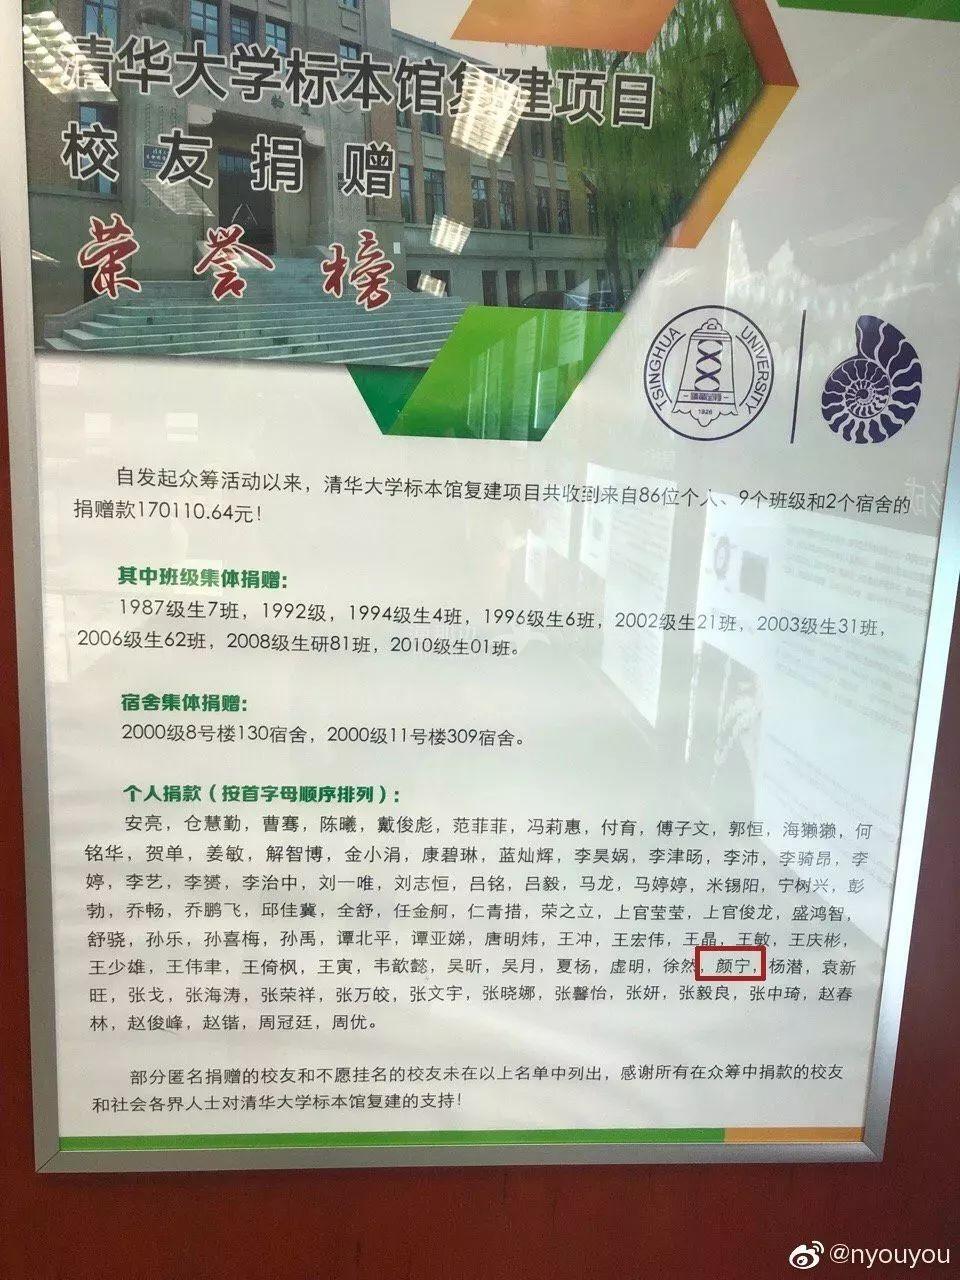 清华大学标本馆复建项目
校友捐赠
荣誉榜
TSINGHUA UNIVERSITY
1926
自发起众筹活动以来，清华大学标本馆复建项目共收到来自86位个人、9个班级和2个宿舍的
捐赠款170110.64元！
其中班级集体捐赠：
1987级生7班，1992级，1994级生4班，1996级生6班，2002级生21班，2003级生31班，
2006级生62班，2008级生研81班，2010级生01班。
宿舍集体捐赠：
2000级8号楼130宿舍，2000级11号楼309宿舍。
个人捐款（按首字母顺序排列）：
安亮，仓慧勤，曹骞，陈曦，戴俊彪，范菲菲，冯莉惠，付育，傅子文，郭恒，海獭獭，何
铭华，贺单，姜敏，解智博，金小涓，康碧琳，蓝灿辉，李昊娲，李津旸，李沛，李骑昂，李
婷，李艺，李赟，李治中，刘一唯，刘志恒，吕铭，吕毅，马龙，马婷婷，米锡阳，宁树兴，彭
勃，乔畅，乔鹏飞，邱佳冀，全舒，任金舸，仁青措，荣之立，上官莹莹，上官俊龙，盛鸿智，
舒骁，孙乐，孙喜梅，孙禹，谭北平，谭亚娣，唐明炜，王冲，王宏伟，王晶，王敏，王庆彬，
王少雄，王伟聿，王倚枫，王寅，韦歆懿，吴昕，吴月，夏杨，虚明，徐然，颜宁，杨潜，袁新
旺，张戈，张海涛，张荣祥，张万皎，张文宇，张晓娜，张馨怡，张妍，张毅良，张中琦，赵春
林，赵俊峰，赵锴，周冠廷，周优。
部分匿名捐赠的校友和不愿挂名的校友未在以上名单中列出，感谢所有在众筹中捐款的校友
和社会各界人士对清华大学标本馆复建的支持！
@nyouyou